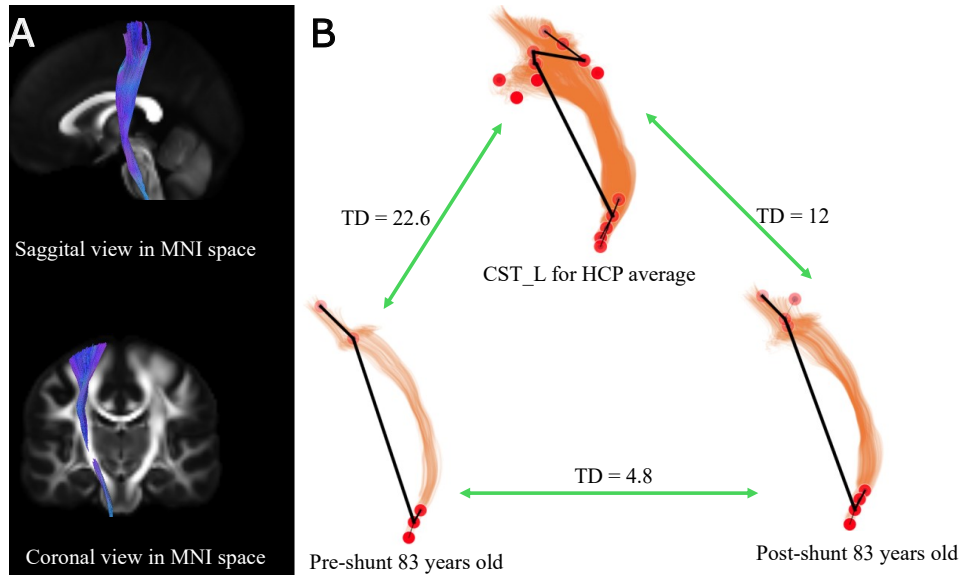 A
B
TD = 22.6
TD = 12
Saggital view in MNI space
CST_L for HCP average
TD = 4.8
Coronal view in MNI space
Pre-shunt 83 years old
Post-shunt 83 years old